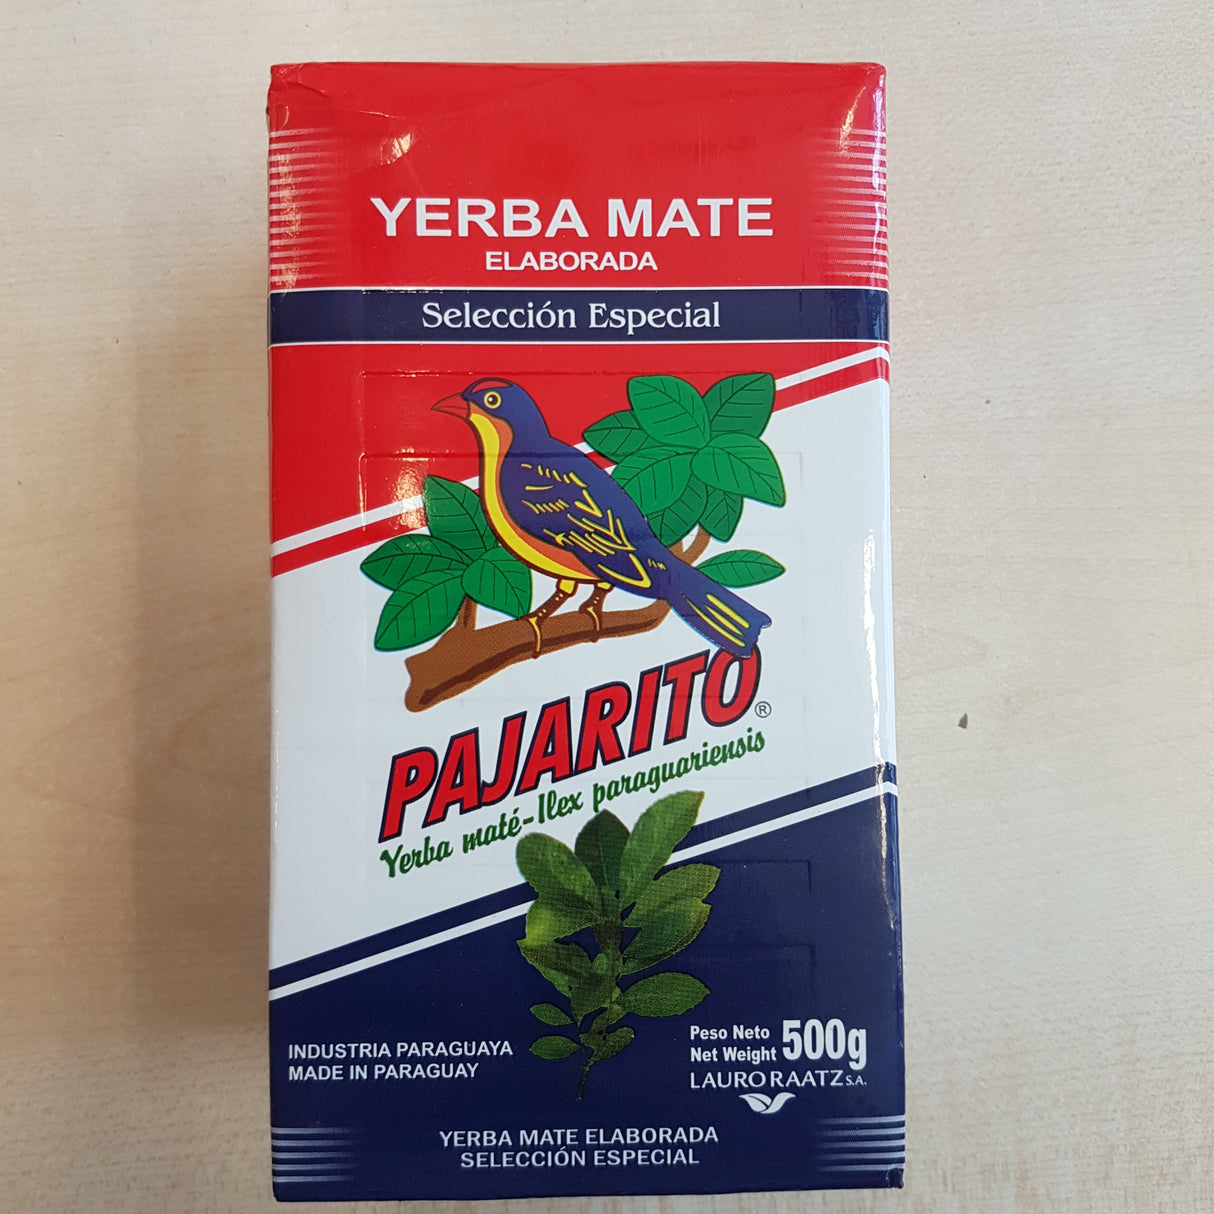 YERBA MATE
ELABORADA
Selección Especial
PAJARITO®
Yerba maté-Ilex paraguariensis
INDUSTRIA PARAGUAYA
MADE IN PARAGUAY
Peso Neto
Net Weight 500g
LAURO RAATZ S.A.
YERBA MATE ELABORADA
SELECCIÓN ESPECIAL